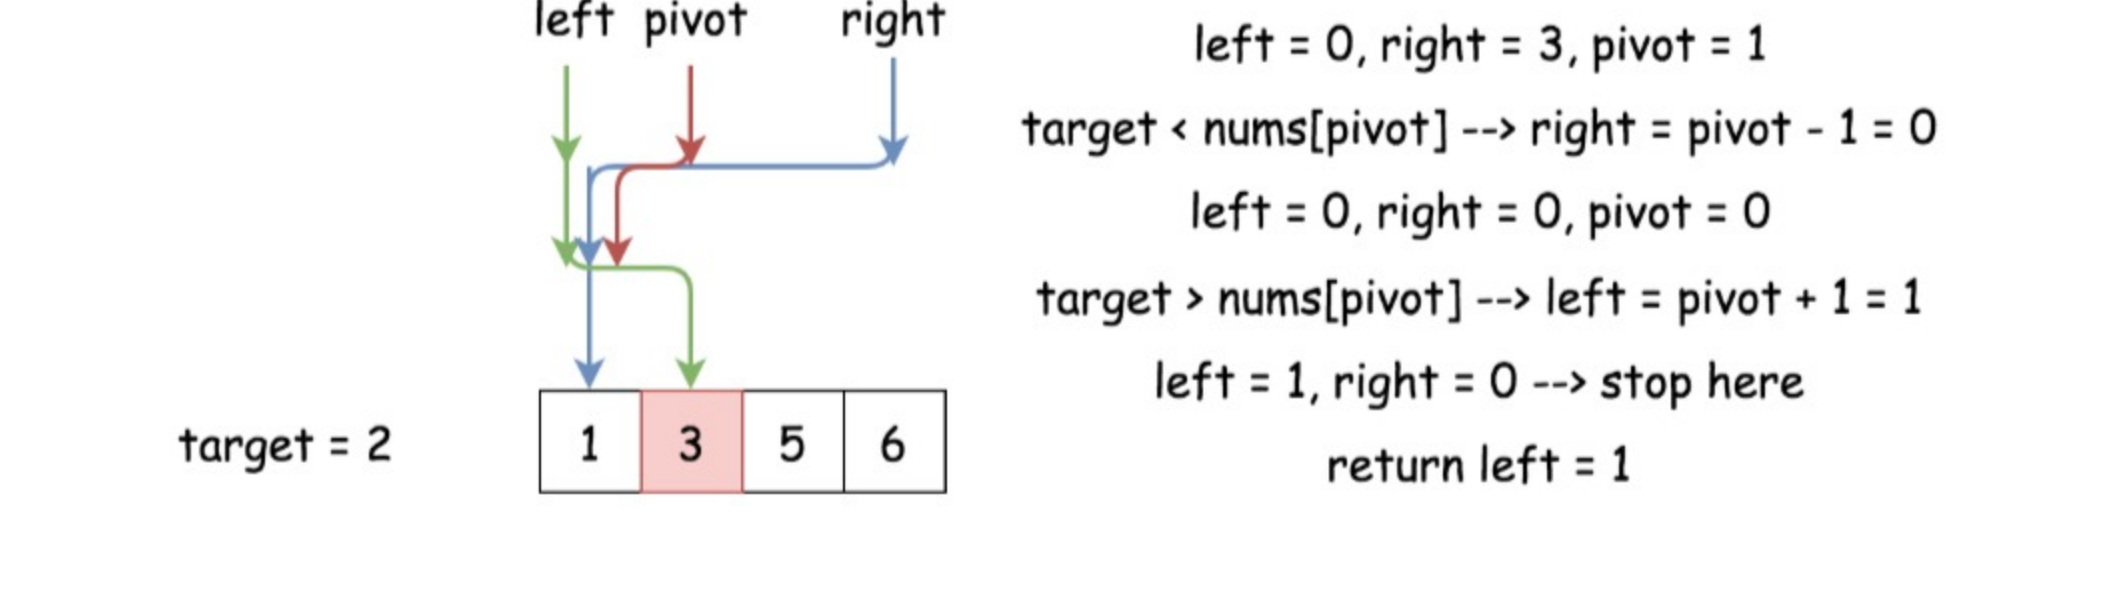 left pivot right
left = 0, right = 3, pivot = 1
target < nums[pivot] --> right = pivot - 1 = 0
left = 0, right = 0, pivot = 0
target > nums[pivot] --> left = pivot + 1 = 1
left = 1, right = 0 --> stop here
target = 2
1 3 5 6
return left = 1